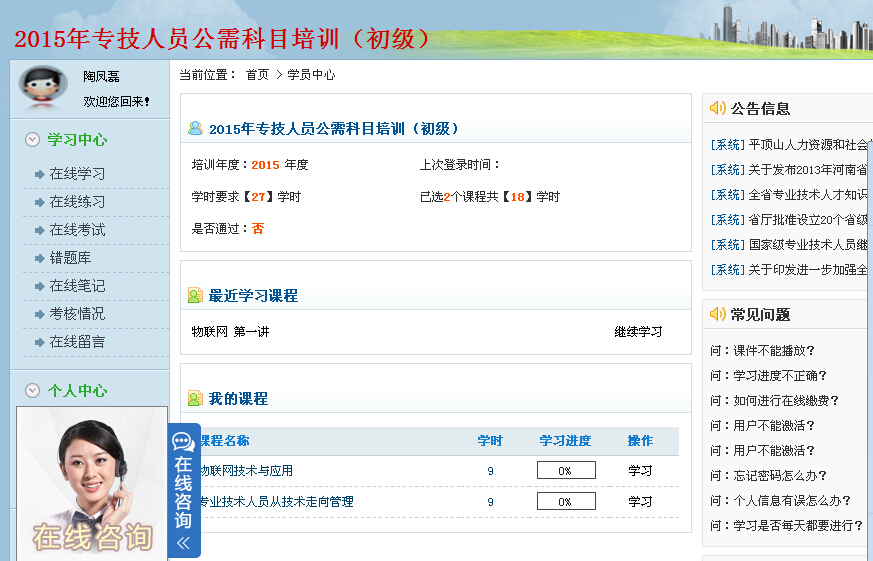 2015年专技人员公需科目培训（初级）
陶凤磊
欢迎您回来!
学习中心
在线学习
在线练习
在线考试
错题库
在线笔记
考核情况
在线留言
个人中心
在线咨询
在线咨询
当前位置： 首页 > 学员中心
2015年专技人员公需科目培训（初级）
培训年度：2015 年度 上次登录时间：
学时要求【27】学时 已选2个课程共【18】学时
是否通过：否
最近学习课程
物联网 第一讲 继续学习
我的课程
课程名称 学时 学习进度 操作
物联网技术与应用 9 0% 学习
专业技术人员从技术走向管理 9 0% 学习
公告信息
[系统] 平顶山人力资源和社会
[系统] 关于发布2013年河南省
[系统] 全省专业技术人才知识
[系统] 省厅批准设立20个省级
[系统] 国家级专业技术人员继
[系统] 关于印发进一步加强全
常见问题
问：课件不能播放?
问：学习进度不正确?
问：如何进行在线缴费?
问：用户不能激活?
问：用户不能激活?
问：忘记密码怎么办?
问：个人信息有误怎么办?
问：学习是否每天都要进行?